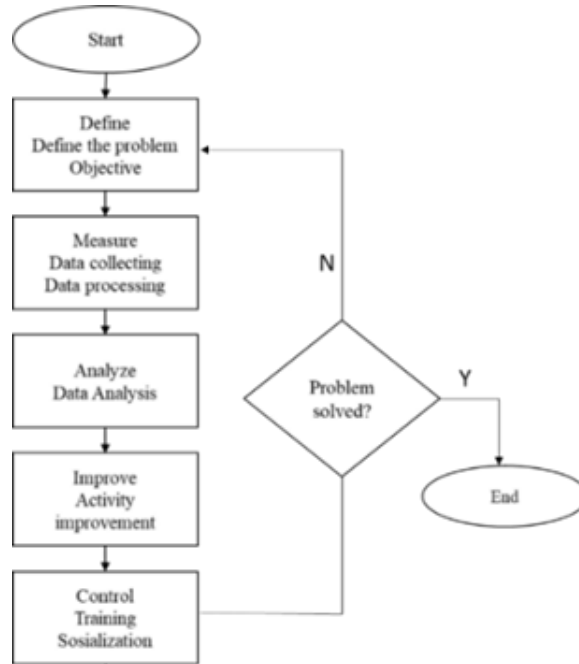 Start
Define
Define the problem
Objective
Measure
Data collecting
Data processing
Analyze
Data Analysis
Improve
Activity
improvement
Control
Training
Sosialization
N
Problem
solved?
Y
End